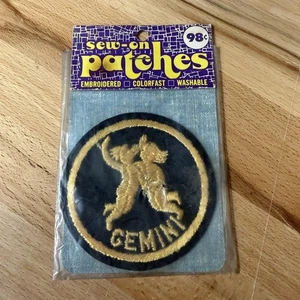 sew-on
98¢
patches
EMBROIDERED □ COLORFAST □ WASHABLE
GEMINI